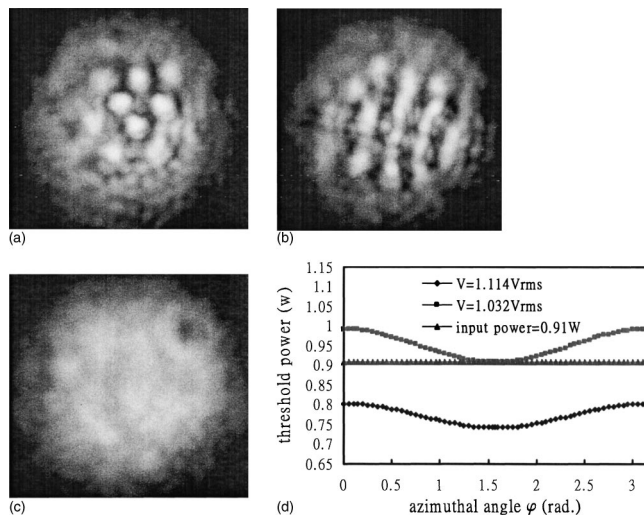 (a)
(b)
(c)
(d)
1.15
1.1
1.05
1
0.95
0.9
0.85
0.8
0.75
0.7
0.65
threshold power (w)
V=1.114Vrms
V=1.032Vrms
input power=0.91W
0 0.5 1 1.5 2 2.5 3
azimuthal angle φ (rad.)